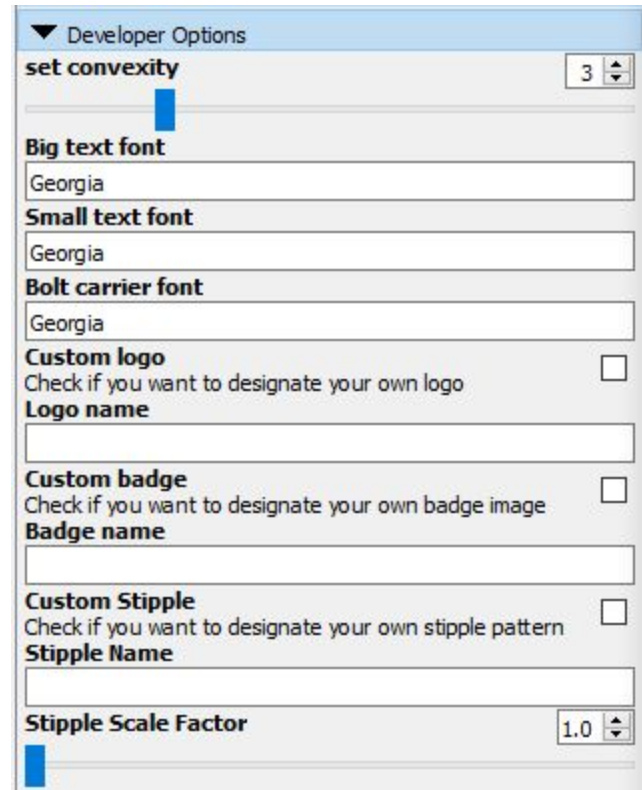 Developer Options
set convexity
3
Big text font
Georgia
Small text font
Georgia
Bolt carrier font
Georgia
Custom logo
Check if you want to designate your own logo
Logo name
Custom badge
Check if you want to designate your own badge image
Badge name
Custom Stipple
Check if you want to designate your own stipple pattern
Stipple Name
Stipple Scale Factor
1.0